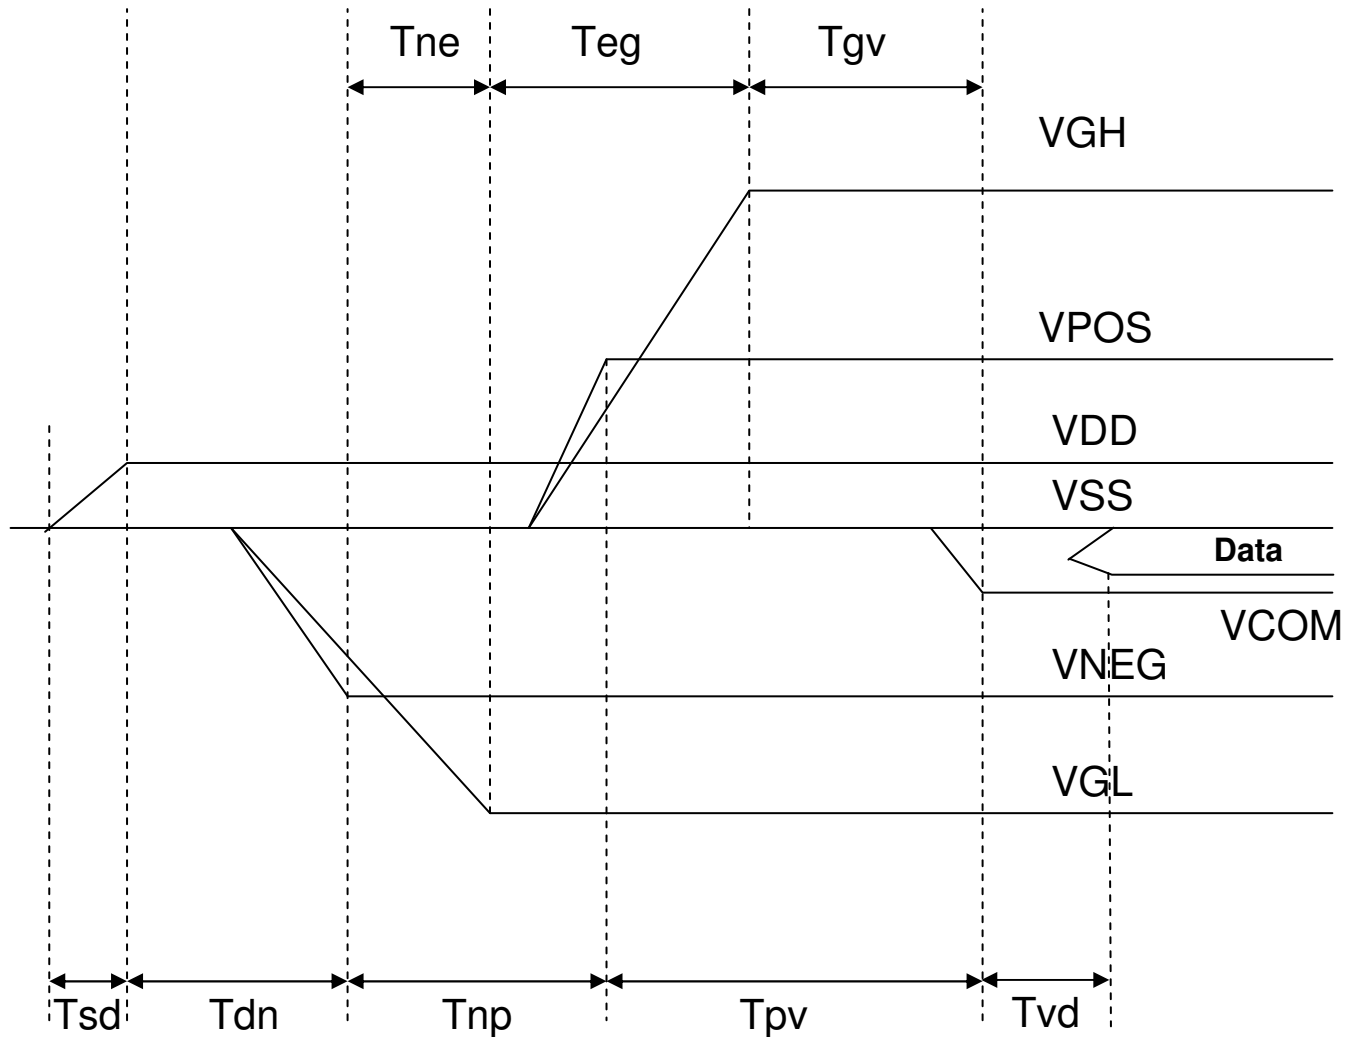 Tne Teg Tgv
VGH
VPOS
VDD
VSS
Data
VCOM
VNEG
VGL
Tsd Tdn Tnp Tpv Tvd